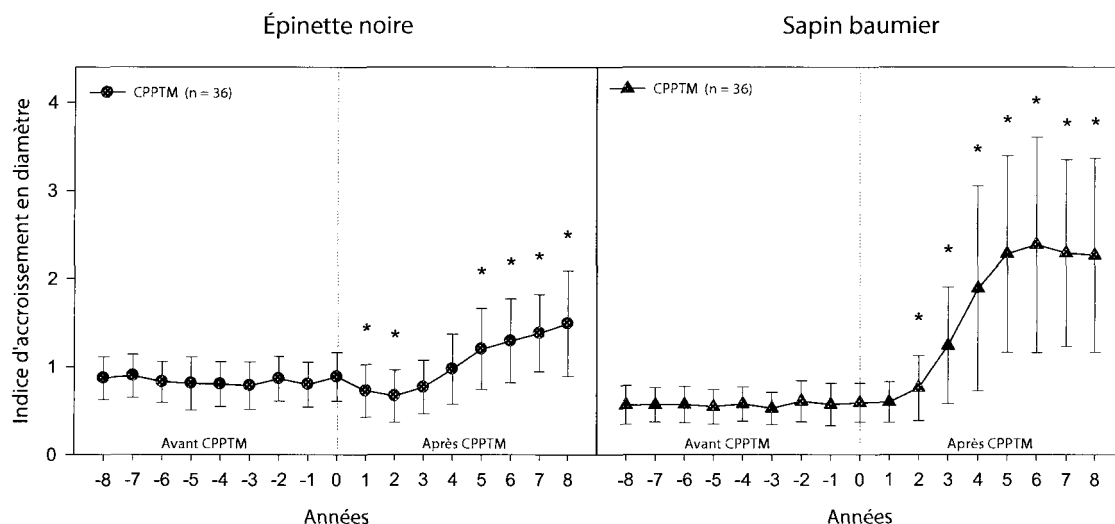 Épinette noire
Sapin baumier
Indice d'accroissement en diamètre
4
3
2
1
0
CPPTM (n = 36)
* * * * * *
Avant CPPTM
Après CPPTM
-8 -7 -6 -5 -4 -3 -2 -1 0 1 2 3 4 5 6 7 8
Années
CPPTM (n = 36)
* * * * * * *
Avant CPPTM
Après CPPTM
-8 -7 -6 -5 -4 -3 -2 -1 0 1 2 3 4 5 6 7 8
Années